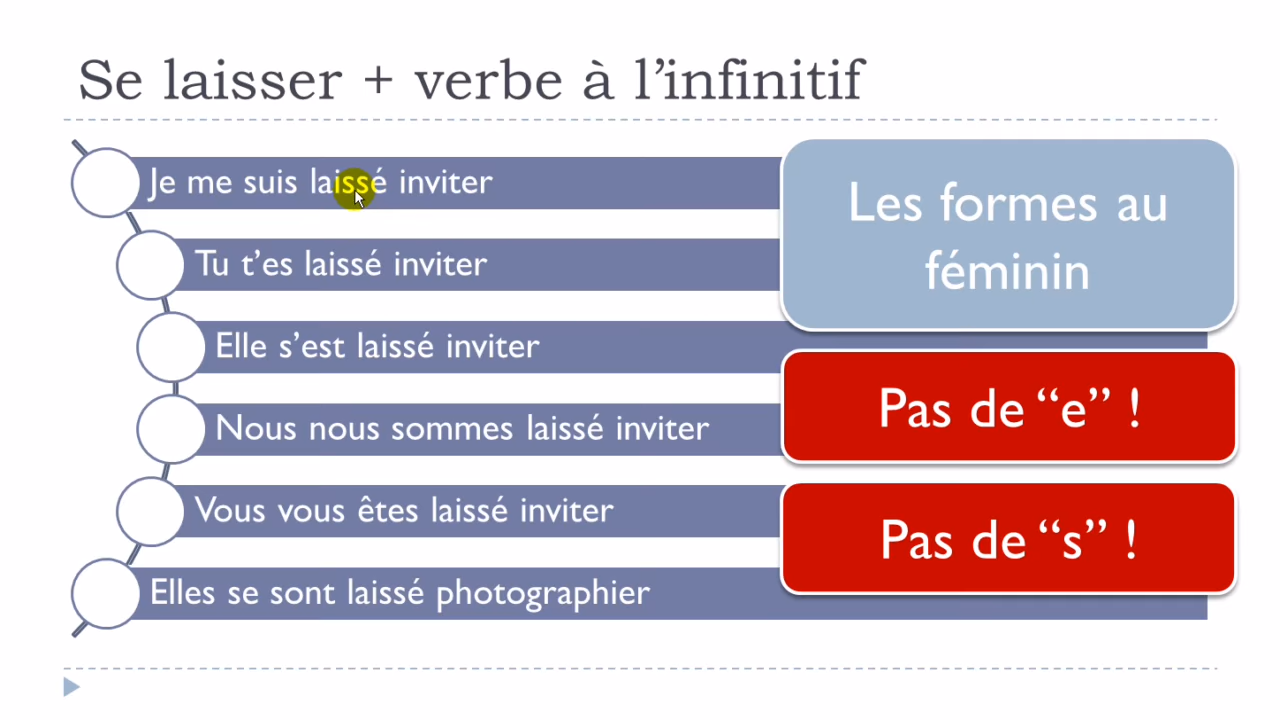 Se laisser + verbe à l’infinitif
Je me suis laissé inviter
Tu t’es laissé inviter
Elle s’est laissé inviter
Nous nous sommes laissé inviter
Vous vous êtes laissé inviter
Elles se sont laissé photographier
Les formes au
féminin
Pas de “e” !
Pas de “s” !